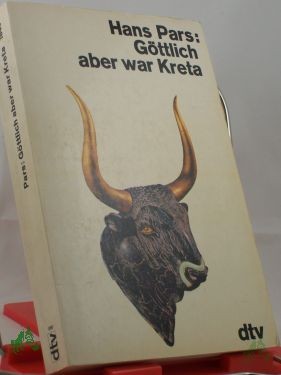 Hans Pars:
Göttlich
aber war Kreta
dtv
Pars: Göttlich aber war Kreta
dtv